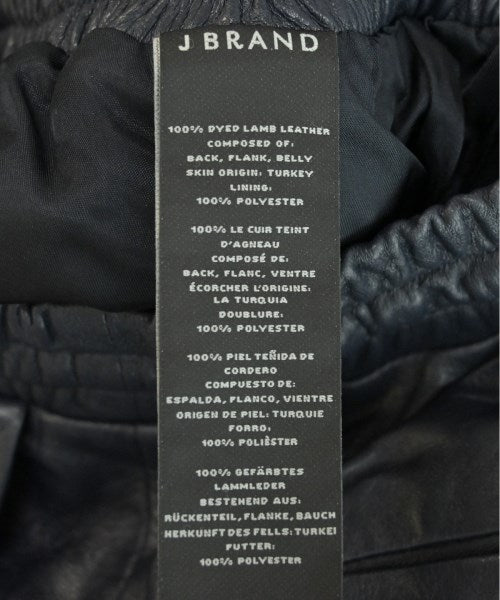 J BRAND
100% DYED LAMB LEATHER
COMPOSED OF:
BACK, FLANK, BELLY
SKIN ORIGIN: TURKEY
LINING:
100% POLYESTER
100% LE CUIR TEINT
D'AGNEAU
COMPOSÉ DE:
BACK, FLANC, VENTRE
ÉCORCHER L'ORIGINE:
LA TURQUIA
DOUBLURE:
100% POLYESTER
100% PIEL TEÑIDA DE
CORDERO
COMPUESTO DE:
ESPALDA, FLANCO, VIENTRE
ORIGEN DE PIEL: TURQUIE
FORRO:
100% POLIÈSTER
100% GEFÄRBTES
LAMMLEDER
BESTEHEND AUS:
RÜCKENTEIL, FLANKE, BAUCH
HERKUNFT DES FELLS: TURKEI
FUTTER:
100% POLYESTER